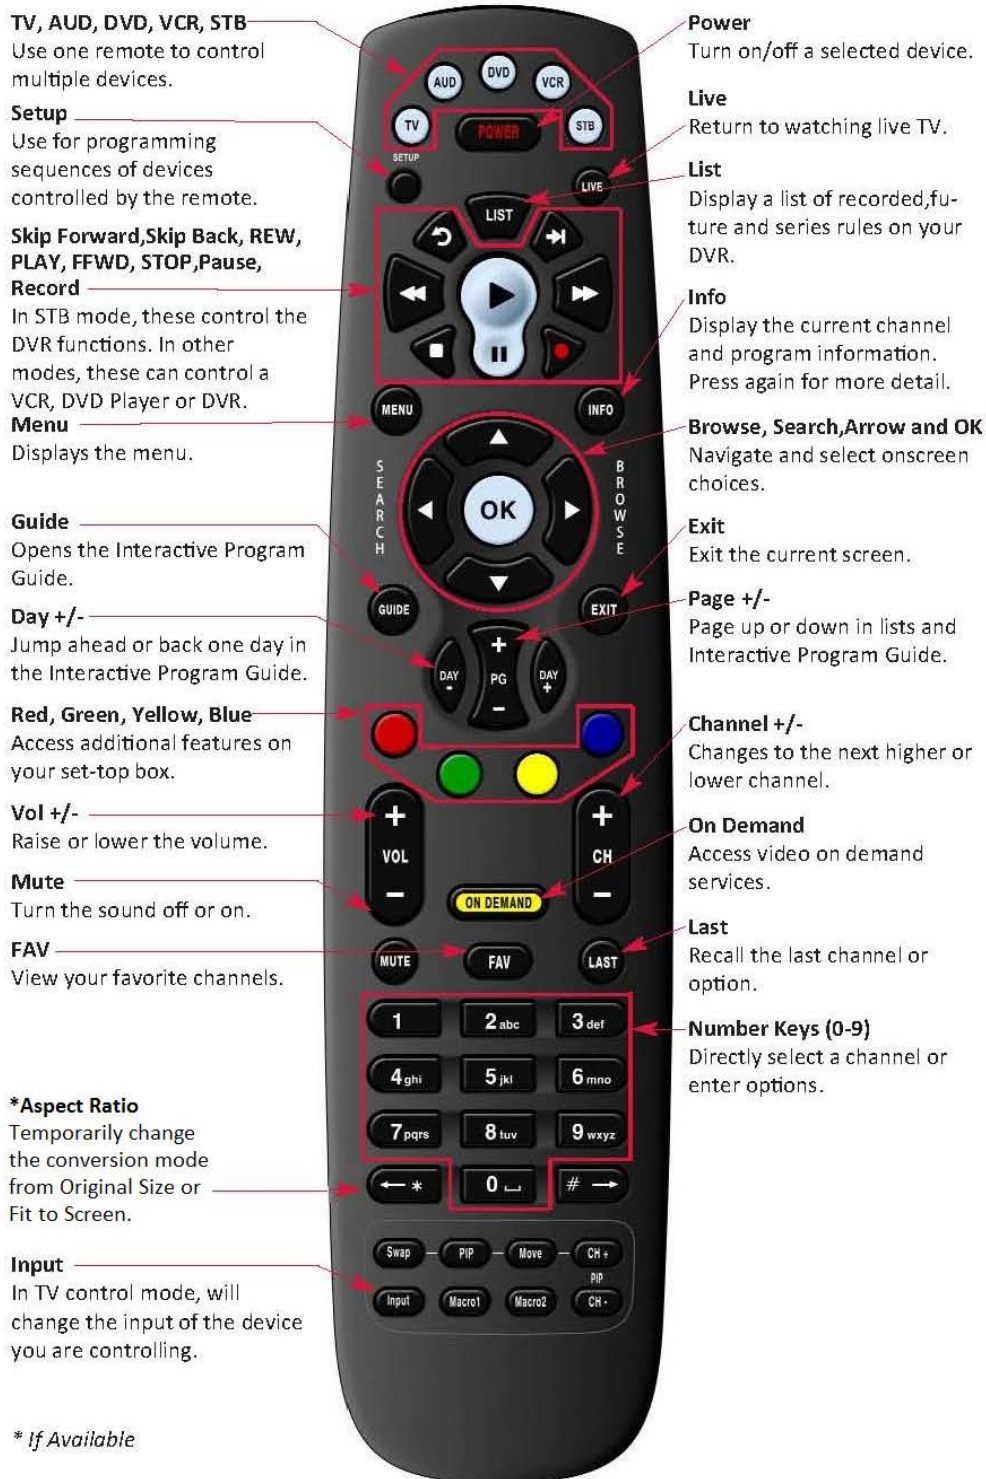 TV, AUD, DVD, VCR, STB
Use one remote to control
multiple devices.
Setup
Use for programming
sequences of devices
controlled by the remote.
Skip Forward,Skip Back, REW,
PLAY, FFWD, STOP,Pause,
Record
In STB mode, these control the
DVR functions. In other
modes, these can control a
VCR, DVD Player or DVR.
Menu
Displays the menu.
Guide
Opens the Interactive Program
Guide.
Day +/-
Jump ahead or back one day in
the Interactive Program Guide.
Red, Green, Yellow, Blue
Access additional features on
your set-top box.
Vol +/-
Raise or lower the volume.
Mute
Turn the sound off or on.
FAV
View your favorite channels.
*Aspect Ratio
Temporarily change
the conversion mode
from Original Size or
Fit to Screen.
Input
In TV control mode, will
change the input of the device
you are controlling.
* If Available
AUD DVD VCR
TV POWER STB
SETUP
LIVE
LIST
MENU INFO
SEARCH
OK
BROWSE
GUIDE EXIT
DAY - + PG - DAY +
+ VOL -
+ CH -
ON DEMAND
MUTE FAV LAST
1 2 abc 3 def
4 ghi 5 jkl 6 mno
7 pqrs 8 tuv 9 wxyz
← * 0 ⌴ # →
Swap PIP Move CH +
PIP
Input Macro1 Macro2 CH -
Power
Turn on/off a selected device.
Live
Return to watching live TV.
List
Display a list of recorded,fu-
ture and series rules on your
DVR.
Info
Display the current channel
and program information.
Press again for more detail.
Browse, Search,Arrow and OK
Navigate and select onscreen
choices.
Exit
Exit the current screen.
Page +/-
Page up or down in lists and
Interactive Program Guide.
Channel +/-
Changes to the next higher or
lower channel.
On Demand
Access video on demand
services.
Last
Recall the last channel or
option.
Number Keys (0-9)
Directly select a channel or
enter options.